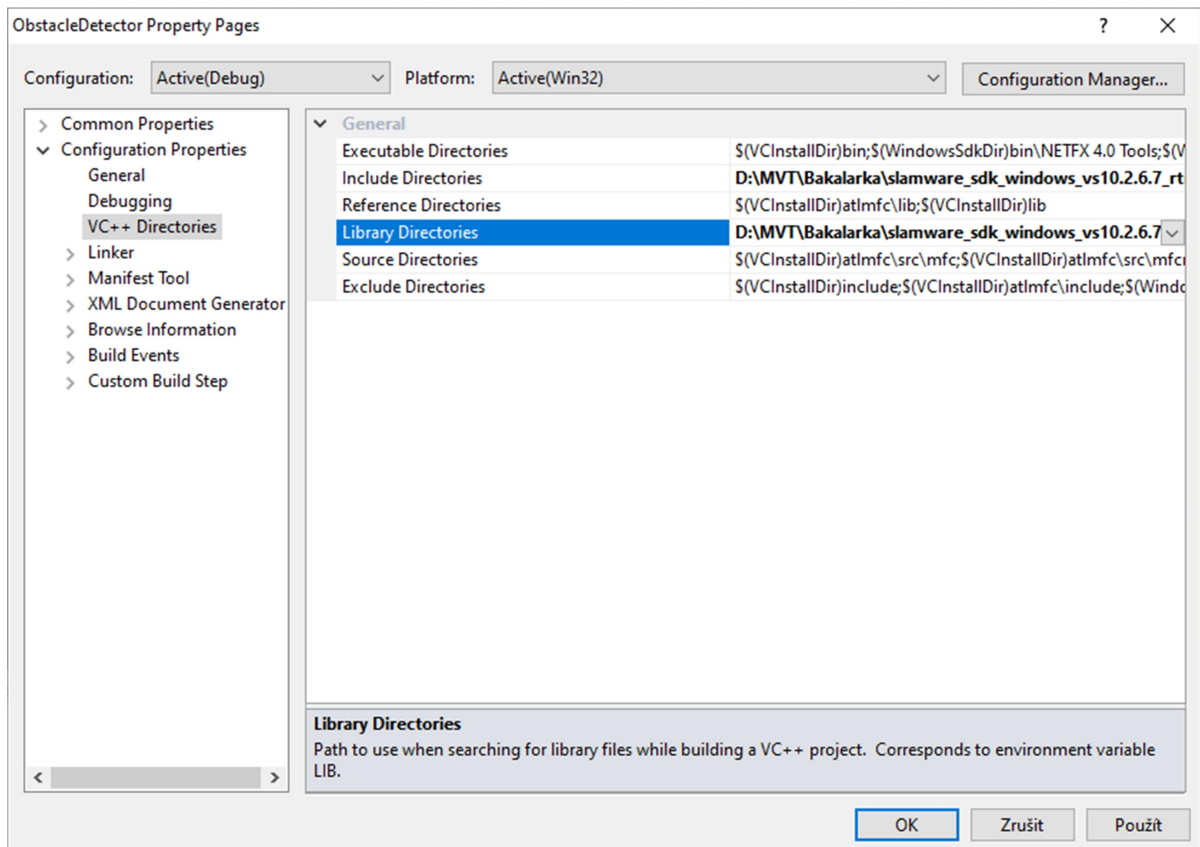 ObstacleDetector Property Pages ? ✕
Configuration: Active(Debug) Platform: Active(Win32) Configuration Manager...
Common Properties
Configuration Properties
General
Debugging
VC++ Directories
Linker
Manifest Tool
XML Document Generator
Browse Information
Build Events
Custom Build Step
General
Executable Directories $(VCInstallDir)bin;$(WindowsSdkDir)bin\NETFX 4.0 Tools;$(V
Include Directories D:\MVT\Bakalarka\slamware_sdk_windows_vs10.2.6.7_rt
Reference Directories $(VCInstallDir)atlmfc\lib;$(VCInstallDir)lib
Library Directories D:\MVT\Bakalarka\slamware_sdk_windows_vs10.2.6.7
Source Directories $(VCInstallDir)atlmfc\src\mfc;$(VCInstallDir)atlmfc\src\mfc
Exclude Directories $(VCInstallDir)include;$(VCInstallDir)atlmfc\include;$(Windo
Library Directories
Path to use when searching for library files while building a VC++ project. Corresponds to environment variable
LIB.
OK Zrušit Použít